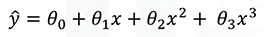 ŷ = θ₀ + θ₁x + θ₂x² + θ₃x³